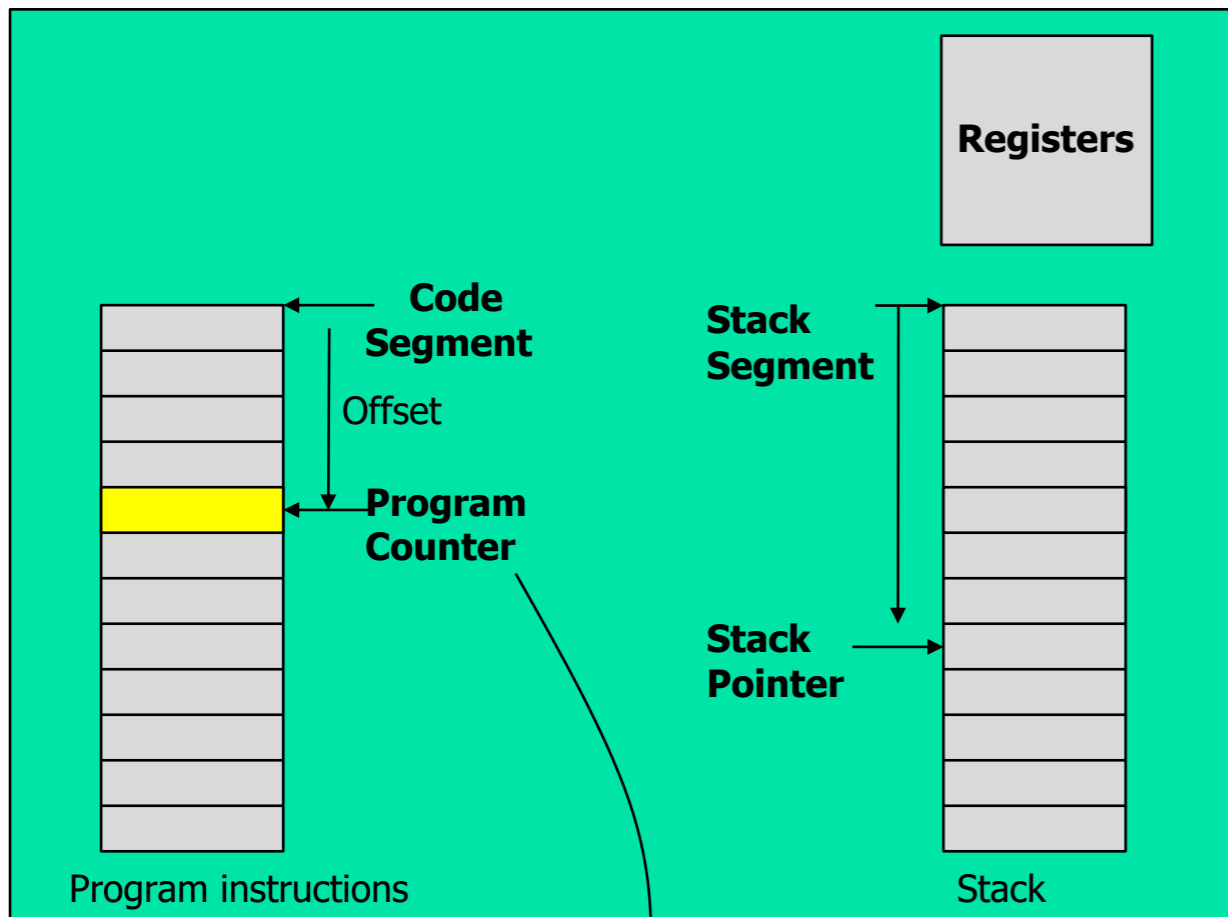 Registers
Code
Segment
Offset
Program
Counter
Stack
Segment
Stack
Pointer
Program instructions
Stack